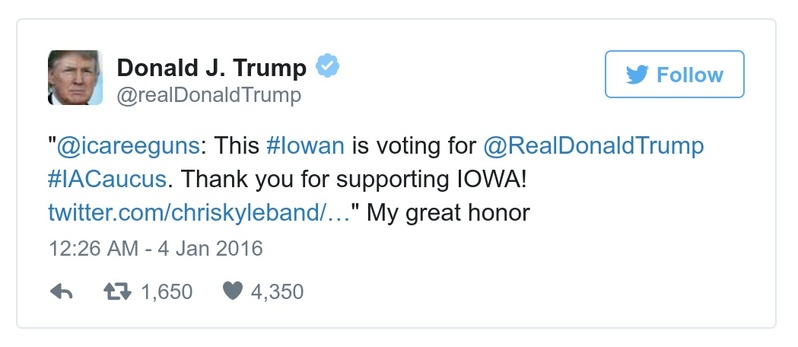 Donald J. Trump
@realDonaldTrump
Follow
"@icareeguns: This #Iowan is voting for @RealDonaldTrump
#IACaucus. Thank you for supporting IOWA!
twitter.com/chriskyleband/…" My great honor
12:26 AM - 4 Jan 2016
1,650 4,350